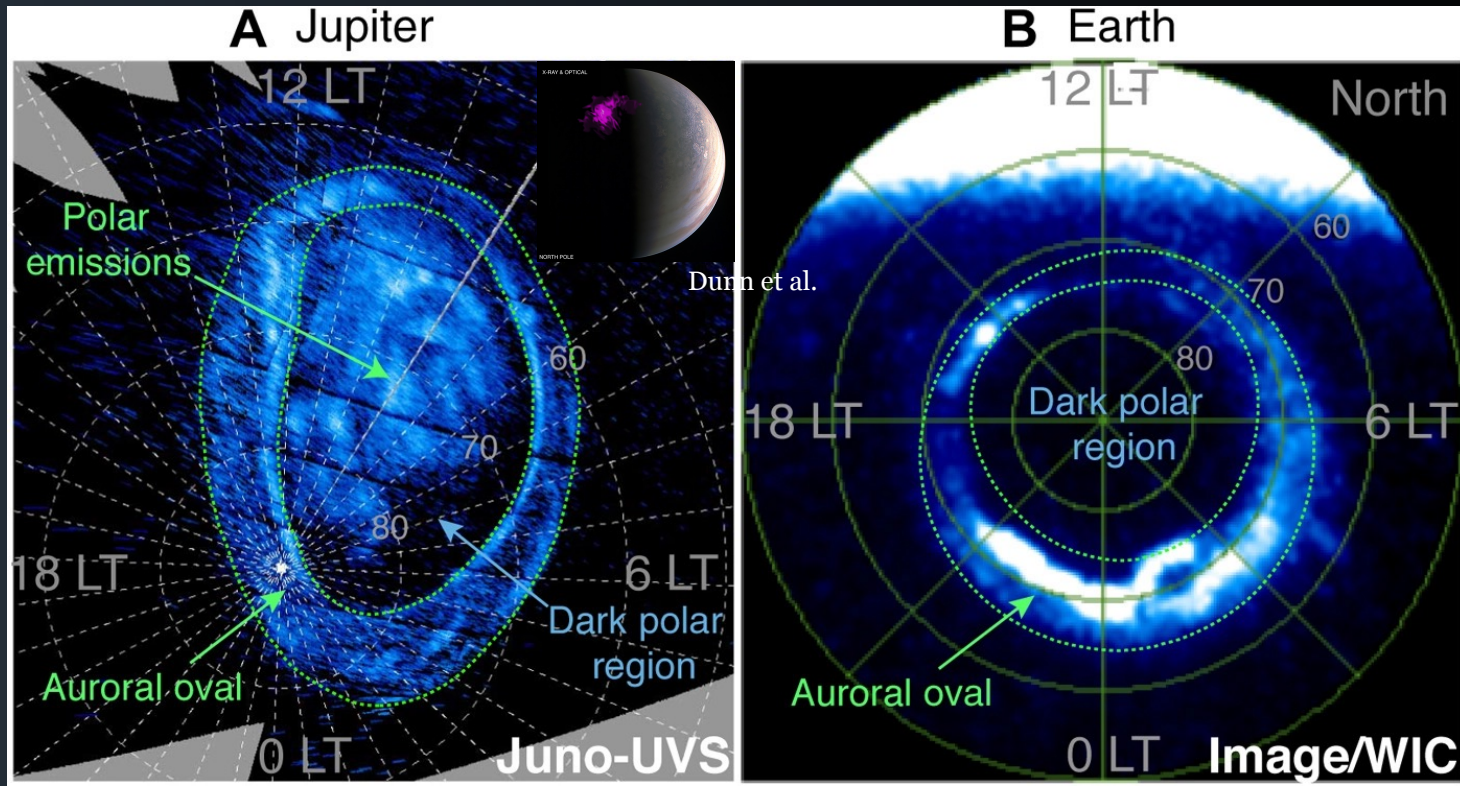 A Jupiter
B Earth
12 LT
X-RAY & OPTICAL
NORTH POLE
Polar
emissions
60
70
80
18 LT
6 LT
Dark polar
region
Auroral oval
0 LT
Juno-UVS
Dunn et al.
12 LT
North
60
70
80
Dark polar
region
18 LT
6 LT
Auroral oval
0 LT
Image/WIC